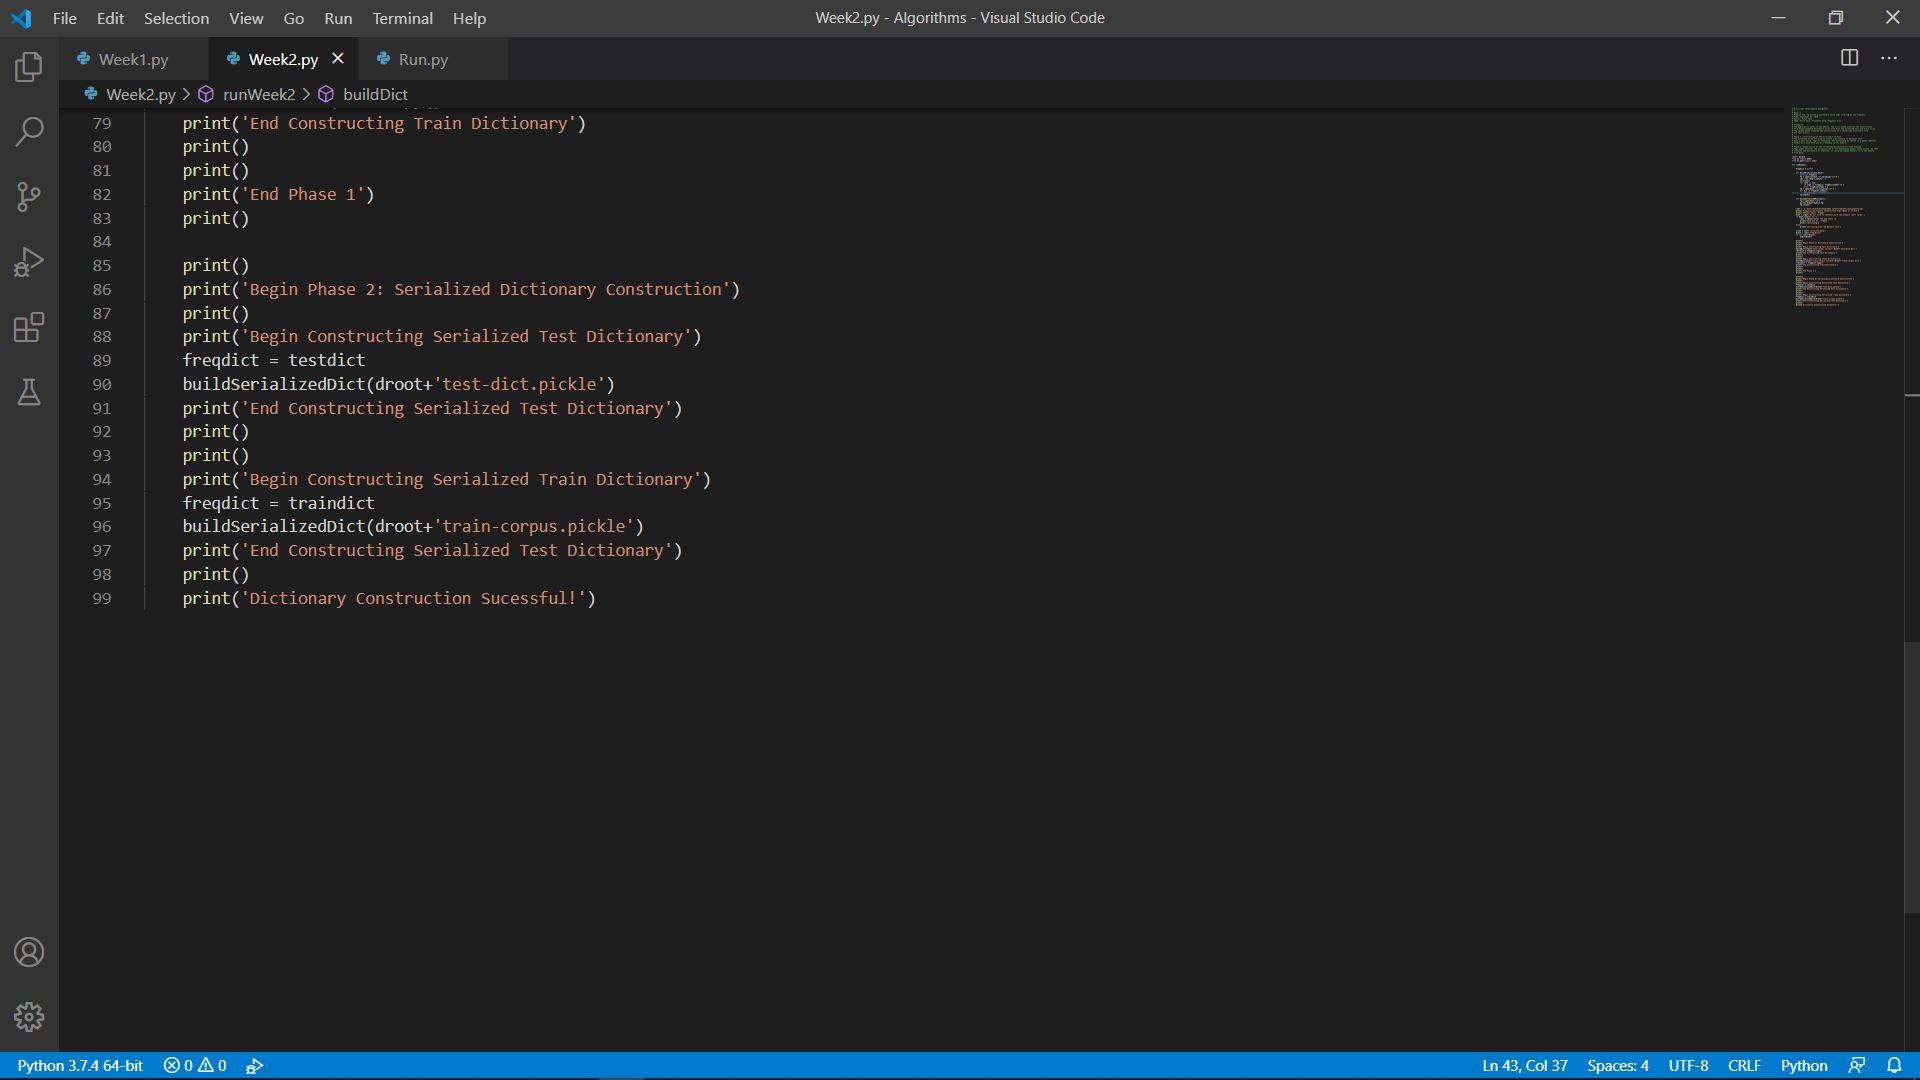 File Edit Selection View Go Run Terminal Help Week2.py - Algorithms - Visual Studio Code
Week1.py Week2.py Run.py
Week2.py > runWeek2 > buildDict
79 print('End Constructing Train Dictionary')
80 print()
81 print()
82 print('End Phase 1')
83 print()
84
85 print()
86 print('Begin Phase 2: Serialized Dictionary Construction')
87 print()
88 print('Begin Constructing Serialized Test Dictionary')
89 freqdict = testdict
90 buildSerializedDict(droot+'test-dict.pickle')
91 print('End Constructing Serialized Test Dictionary')
92 print()
93 print()
94 print('Begin Constructing Serialized Train Dictionary')
95 freqdict = traindict
96 buildSerializedDict(droot+'train-corpus.pickle')
97 print('End Constructing Serialized Test Dictionary')
98 print()
99 print('Dictionary Construction Sucessful!')
Python 3.7.4 64-bit 0 0 Ln 43, Col 37 Spaces: 4 UTF-8 CRLF Python